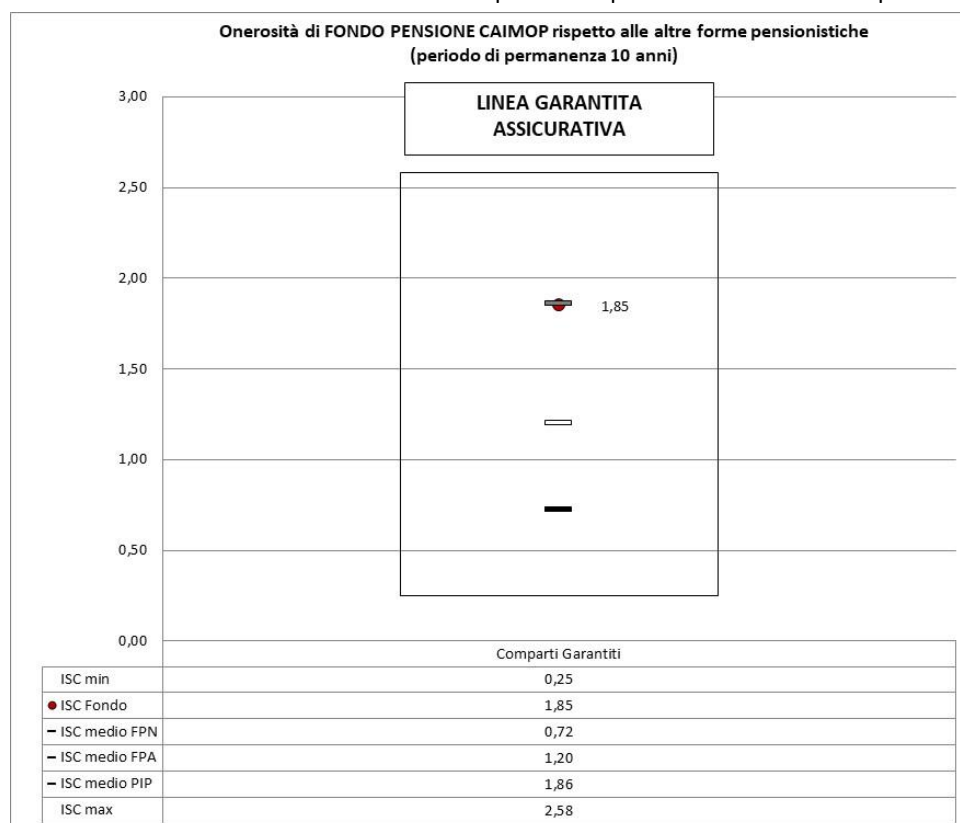 Onerosità di FONDO PENSIONE CAIMOP rispetto alle altre forme pensionistiche
(periodo di permanenza 10 anni)
LINEA GARANTITA
ASSICURATIVA
3,00
2,50
2,00
1,85
1,50
1,00
0,50
0,00
Comparti Garantiti
ISC min 0,25
ISC Fondo 1,85
ISC medio FPN 0,72
ISC medio FPA 1,20
ISC medio PIP 1,86
ISC max 2,58